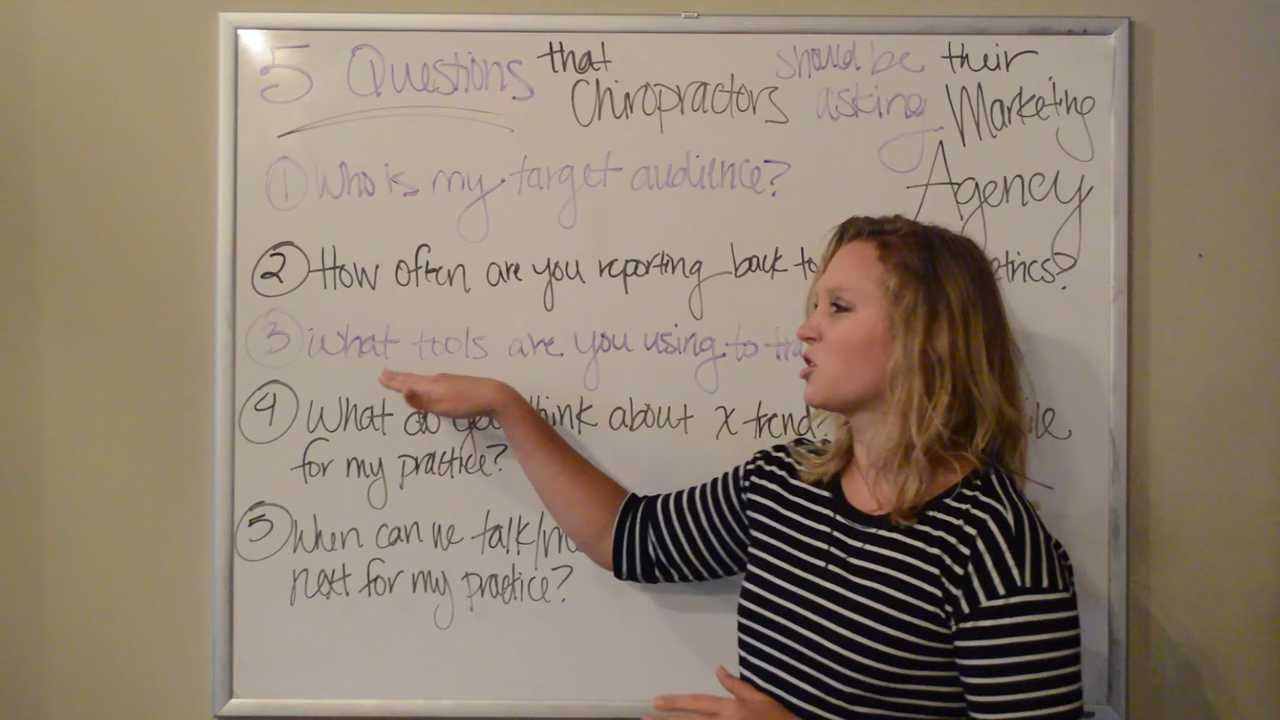 5 Questions that Chiropractors should be asking their Marketing Agency
① Who is my target audience?
② How often are you reporting back to
③ What tools are you using to
④ What do you think about X trend?
for my practice?
⑤ When can we talk/
next for my practice?